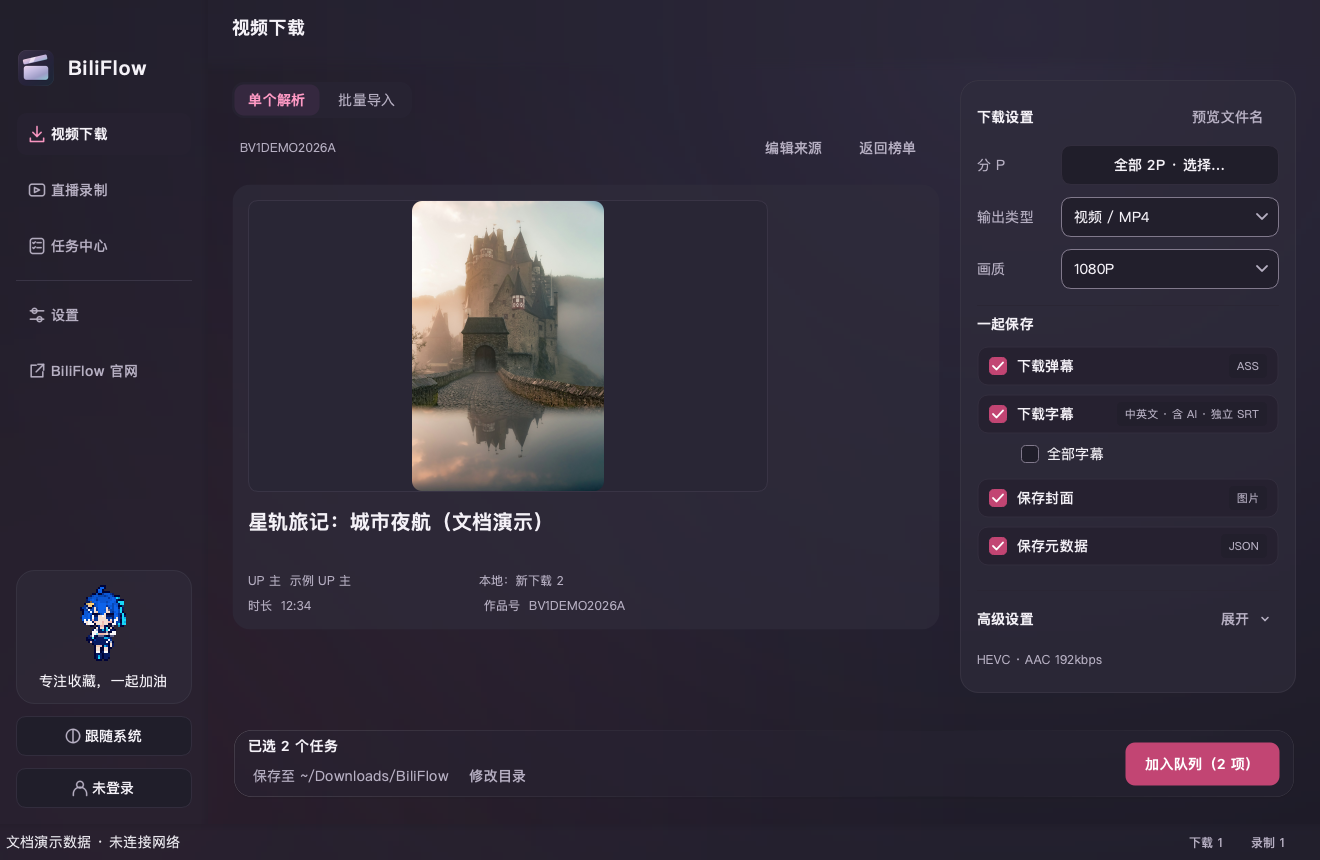 视频下载
BiliFlow
视频下载
直播录制
任务中心
设置
BiliFlow 官网
专注收藏，一起加油
跟随系统
未登录
单个解析 批量导入
BV1DEMO2026A 编辑来源 返回榜单
星轨旅记：城市夜航（文档演示）
UP 主 示例 UP 主 本地：新下载 2
时长 12:34 作品号 BV1DEMO2026A
下载设置 预览文件名
分 P 全部 2P · 选择...
输出类型 视频 / MP4
画质 1080P
一起保存
下载弹幕 ASS
下载字幕 中英文 · 含 AI · 独立 SRT
全部字幕
保存封面 图片
保存元数据 JSON
高级设置 展开
HEVC · AAC 192kbps
已选 2 个任务
保存至 ~/Downloads/BiliFlow 修改目录
加入队列（2 项）
文档演示数据 · 未连接网络 下载 1 录制 1